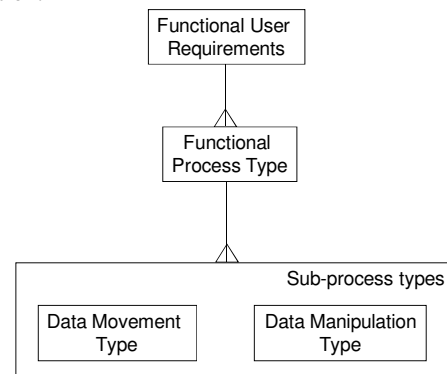 Functional User
Requirements
Functional
Process Type
Sub-process types
Data Movement
Type
Data Manipulation
Type